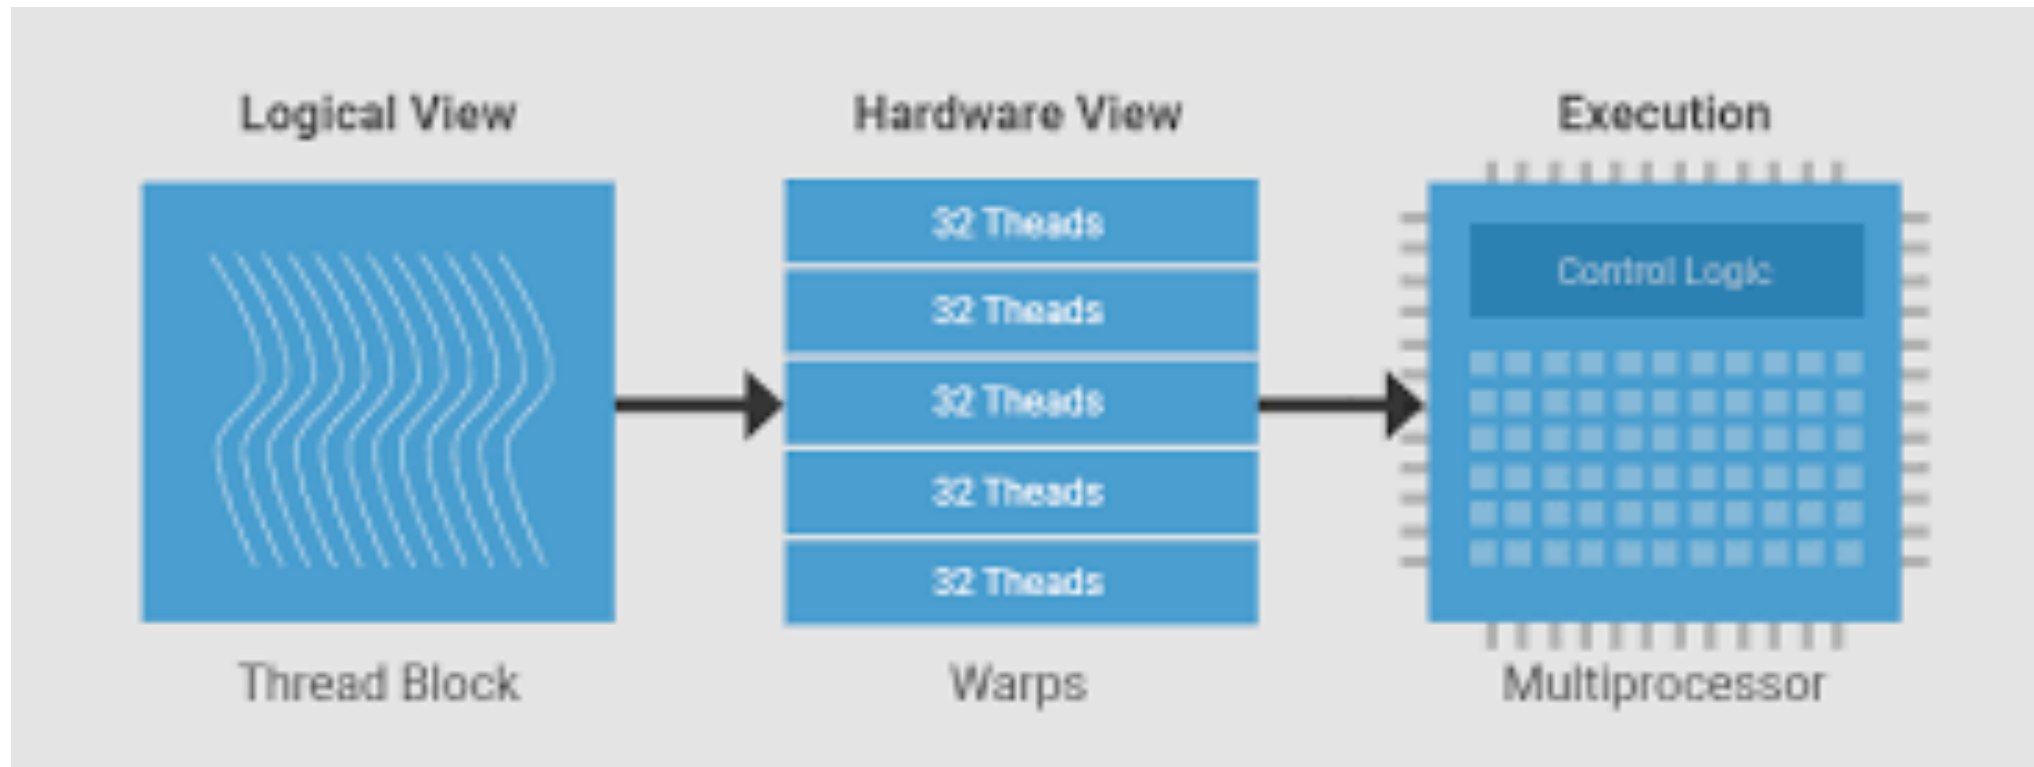 Logical View
Thread Block
Hardware View
32 Theads
32 Theads
32 Theads
32 Theads
32 Theads
Warps
Execution
Control Logic
Multiprocessor